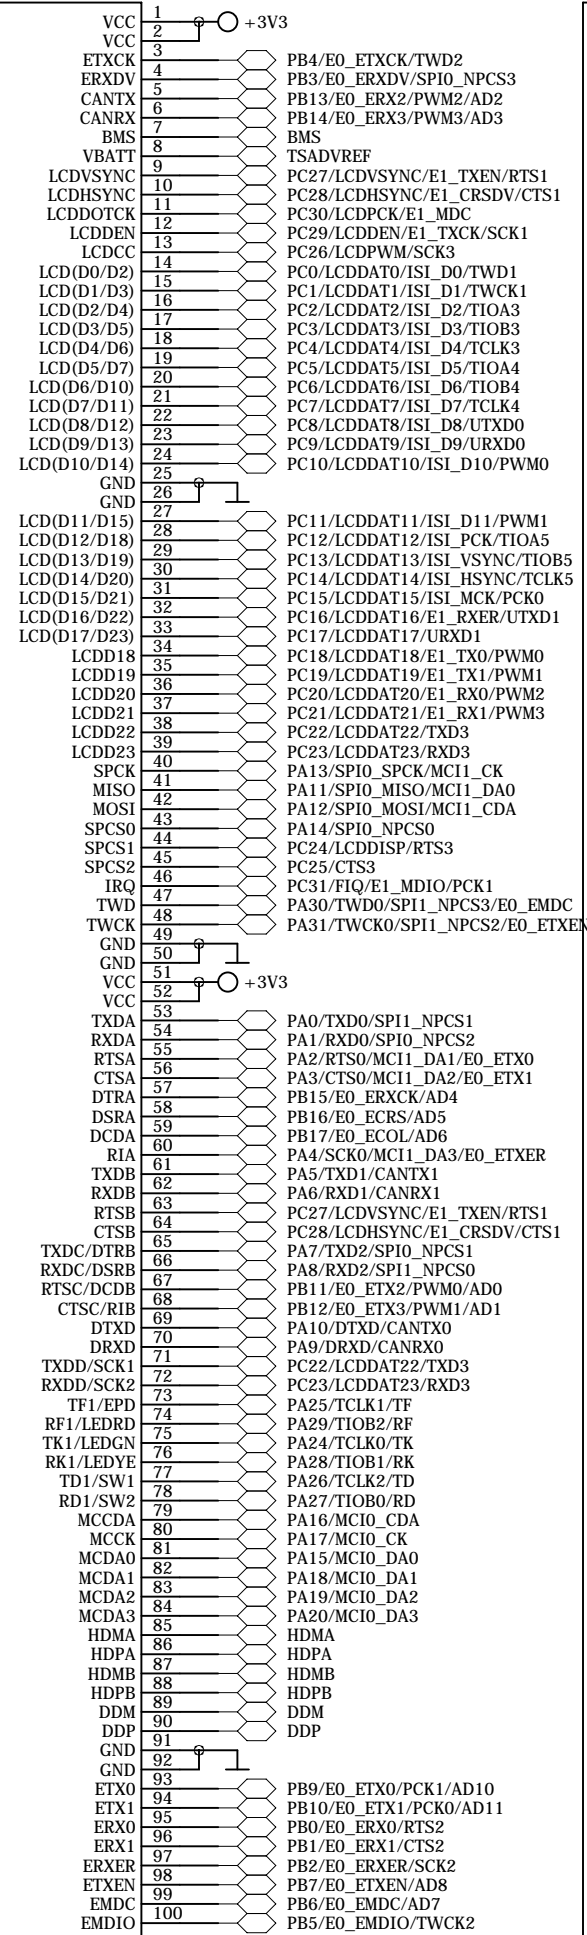 VCC 1 +3V3
VCC 2
ETXCK 3 PB4/E0_ETXCK/TWD2
ERXDV 4 PB3/E0_ERXDV/SPI0_NPCS3
CANTX 5 PB13/E0_ERX2/PWM2/AD2
CANRX 6 PB14/E0_ERX3/PWM3/AD3
BMS 7 BMS
VBATT 8 TSADVREF
LCDVSYNC 9 PC27/LCDVSYNC/E1_TXEN/RTS1
LCDHSYNC 10 PC28/LCDHSYNC/E1_CRSDV/CTS1
LCDDOTCK 11 PC30/LCDPCK/E1_MDC
LCDDEN 12 PC29/LCDDEN/E1_TXCK/SCK1
LCDCC 13 PC26/LCDPWM/SCK3
LCD(D0/D2) 14 PC0/LCDDAT0/ISI_D0/TWD1
LCD(D1/D3) 15 PC1/LCDDAT1/ISI_D1/TWCK1
LCD(D2/D4) 16 PC2/LCDDAT2/ISI_D2/TIOA3
LCD(D3/D5) 17 PC3/LCDDAT3/ISI_D3/TIOB3
LCD(D4/D6) 18 PC4/LCDDAT4/ISI_D4/TCLK3
LCD(D5/D7) 19 PC5/LCDDAT5/ISI_D5/TIOA4
LCD(D6/D10) 20 PC6/LCDDAT6/ISI_D6/TIOB4
LCD(D7/D11) 21 PC7/LCDDAT7/ISI_D7/TCLK4
LCD(D8/D12) 22 PC8/LCDDAT8/ISI_D8/UTXD0
LCD(D9/D13) 23 PC9/LCDDAT9/ISI_D9/URXD0
LCD(D10/D14) 24 PC10/LCDDAT10/ISI_D10/PWM0
GND 25
GND 26
LCD(D11/D15) 27 PC11/LCDDAT11/ISI_D11/PWM1
LCD(D12/D18) 28 PC12/LCDDAT12/ISI_PCK/TIOA5
LCD(D13/D19) 29 PC13/LCDDAT13/ISI_VSYNC/TIOB5
LCD(D14/D20) 30 PC14/LCDDAT14/ISI_HSYNC/TCLK5
LCD(D15/D21) 31 PC15/LCDDAT15/ISI_MCK/PCK0
LCD(D16/D22) 32 PC16/LCDDAT16/E1_RXER/UTXD1
LCD(D17/D23) 33 PC17/LCDDAT17/URXD1
LCDD18 34 PC18/LCDDAT18/E1_TX0/PWM0
LCDD19 35 PC19/LCDDAT19/E1_TX1/PWM1
LCDD20 36 PC20/LCDDAT20/E1_RX0/PWM2
LCDD21 37 PC21/LCDDAT21/E1_RX1/PWM3
LCDD22 38 PC22/LCDDAT22/TXD3
LCDD23 39 PC23/LCDDAT23/RXD3
SPCK 40 PA13/SPI0_SPCK/MCI1_CK
MISO 41 PA11/SPI0_MISO/MCI1_DA0
MOSI 42 PA12/SPI0_MOSI/MCI1_CDA
SPCS0 43 PA14/SPI0_NPCS0
SPCS1 44 PC24/LCDDISP/RTS3
SPCS2 45 PC25/CTS3
IRQ 46 PC31/FIQ/E1_MDIO/PCK1
TWD 47 PA30/TWD0/SPI1_NPCS3/E0_EMDC
TWCK 48 PA31/TWCK0/SPI1_NPCS2/E0_ETXEN
GND 49
GND 50
VCC 51 +3V3
VCC 52
TXDA 53 PA0/TXD0/SPI1_NPCS1
RXDA 54 PA1/RXD0/SPI0_NPCS2
RTSA 55 PA2/RTS0/MCI1_DA1/E0_ETX0
CTSA 56 PA3/CTS0/MCI1_DA2/E0_ETX1
DTRA 57 PB15/E0_ERXCK/AD4
DSRA 58 PB16/E0_ECRS/AD5
DCDA 59 PB17/E0_ECOL/AD6
RIA 60 PA4/SCK0/MCI1_DA3/E0_ETXER
TXDB 61 PA5/TXD1/CANTX1
RXDB 62 PA6/RXD1/CANRX1
RTSB 63 PC27/LCDVSYNC/E1_TXEN/RTS1
CTSB 64 PC28/LCDHSYNC/E1_CRSDV/CTS1
TXDC/DTRB 65 PA7/TXD2/SPI0_NPCS1
RXDC/DSRB 66 PA8/RXD2/SPI1_NPCS0
RTSC/DCDB 67 PB11/E0_ETX2/PWM0/AD0
CTSC/RIB 68 PB12/E0_ETX3/PWM1/AD1
DTXD 69 PA10/DTXD/CANTX0
DRXD 70 PA9/DRXD/CANRX0
TXDD/SCK1 71 PC22/LCDDAT22/TXD3
RXDD/SCK2 72 PC23/LCDDAT23/RXD3
TF1/EPD 73 PA25/TCLK1/TF
RF1/LEDRD 74 PA29/TIOB2/RF
TK1/LEDGN 75 PA24/TCLK0/TK
RK1/LEDYE 76 PA28/TIOB1/RK
TD1/SW1 77 PA26/TCLK2/TD
RD1/SW2 78 PA27/TIOB0/RD
MCCDA 79 PA16/MCI0_CDA
MCCK 80 PA17/MCI0_CK
MCDA0 81 PA15/MCI0_DA0
MCDA1 82 PA18/MCI0_DA1
MCDA2 83 PA19/MCI0_DA2
MCDA3 84 PA20/MCI0_DA3
HDMA 85 HDMA
HDPA 86 HDPA
HDMB 87 HDMB
HDPB 88 HDPB
DDM 89 DDM
DDP 90 DDP
GND 91
GND 92
ETX0 93 PB9/E0_ETX0/PCK1/AD10
ETX1 94 PB10/E0_ETX1/PCK0/AD11
ERX0 95 PB0/E0_ERX0/RTS2
ERX1 96 PB1/E0_ERX1/CTS2
ERXER 97 PB2/E0_ERXER/SCK2
ETXEN 98 PB7/E0_ETXEN/AD8
EMDC 99 PB6/E0_EMDC/AD7
EMDIO 100 PB5/E0_EMDIO/TWCK2